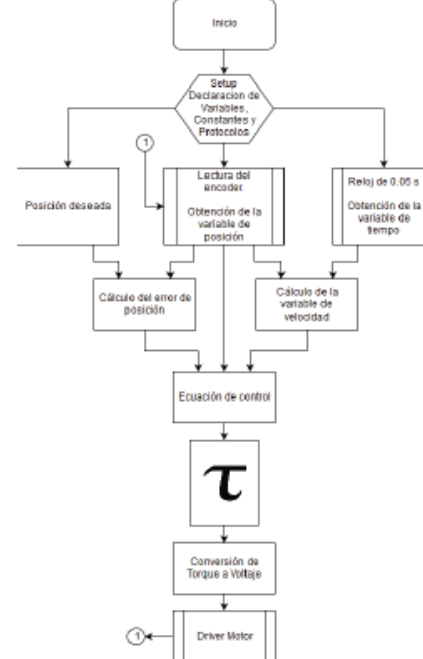 Inicio
Setup
Declaracion de
Variables,
Constantes y
Protocolos
1
Posición deseada
Lectura del
encoder.
Obtención de la
variable de
posición
Reloj de 0.05 s
Obtención de la
variable de
tiempo
Cálculo del error de
posición
Cálculo de la
variable de
velocidad
Ecuación de control
τ
Conversión de
Torque a Voltaje
1
Driver Motor